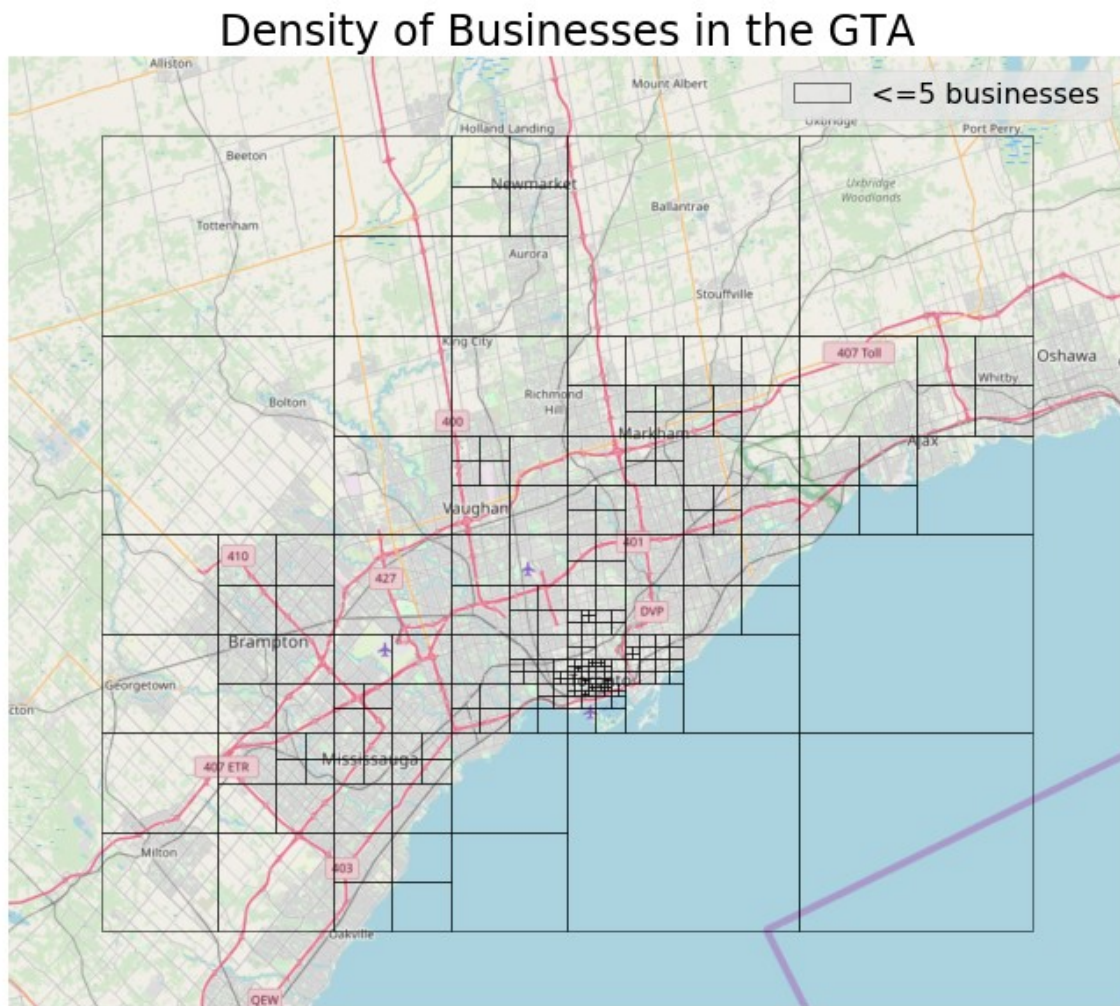 Density of Businesses in the GTA
Alliston
Mount Albert
<=5 businesses
Holland Landing
Uxbridge
Port Perry
Beeton
Newmarket
Uxbridge
Woodlands
Ballantrae
Tottenham
Aurora
Stouffville
King City
407 Toll
Oshawa
Whitby
Bolton
Richmond
Hill
400
Markham
Ajax
Vaughan
401
410
427
DVP
Brampton
Georgetown
cton
Mississauga
407 ETR
Milton
403
Oakville
QEW